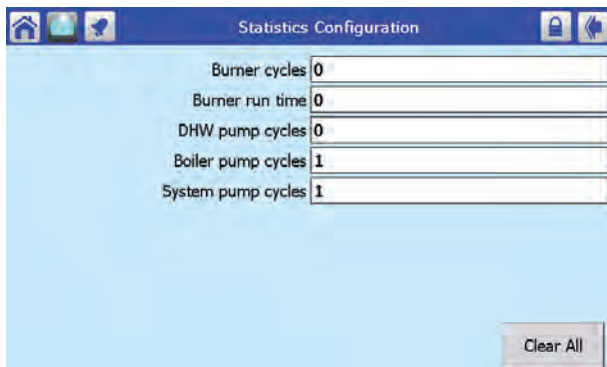 Statistics Configuration
Burner cycles 0
Burner run time 0
DHW pump cycles 0
Boiler pump cycles 1
System pump cycles 1
Clear All